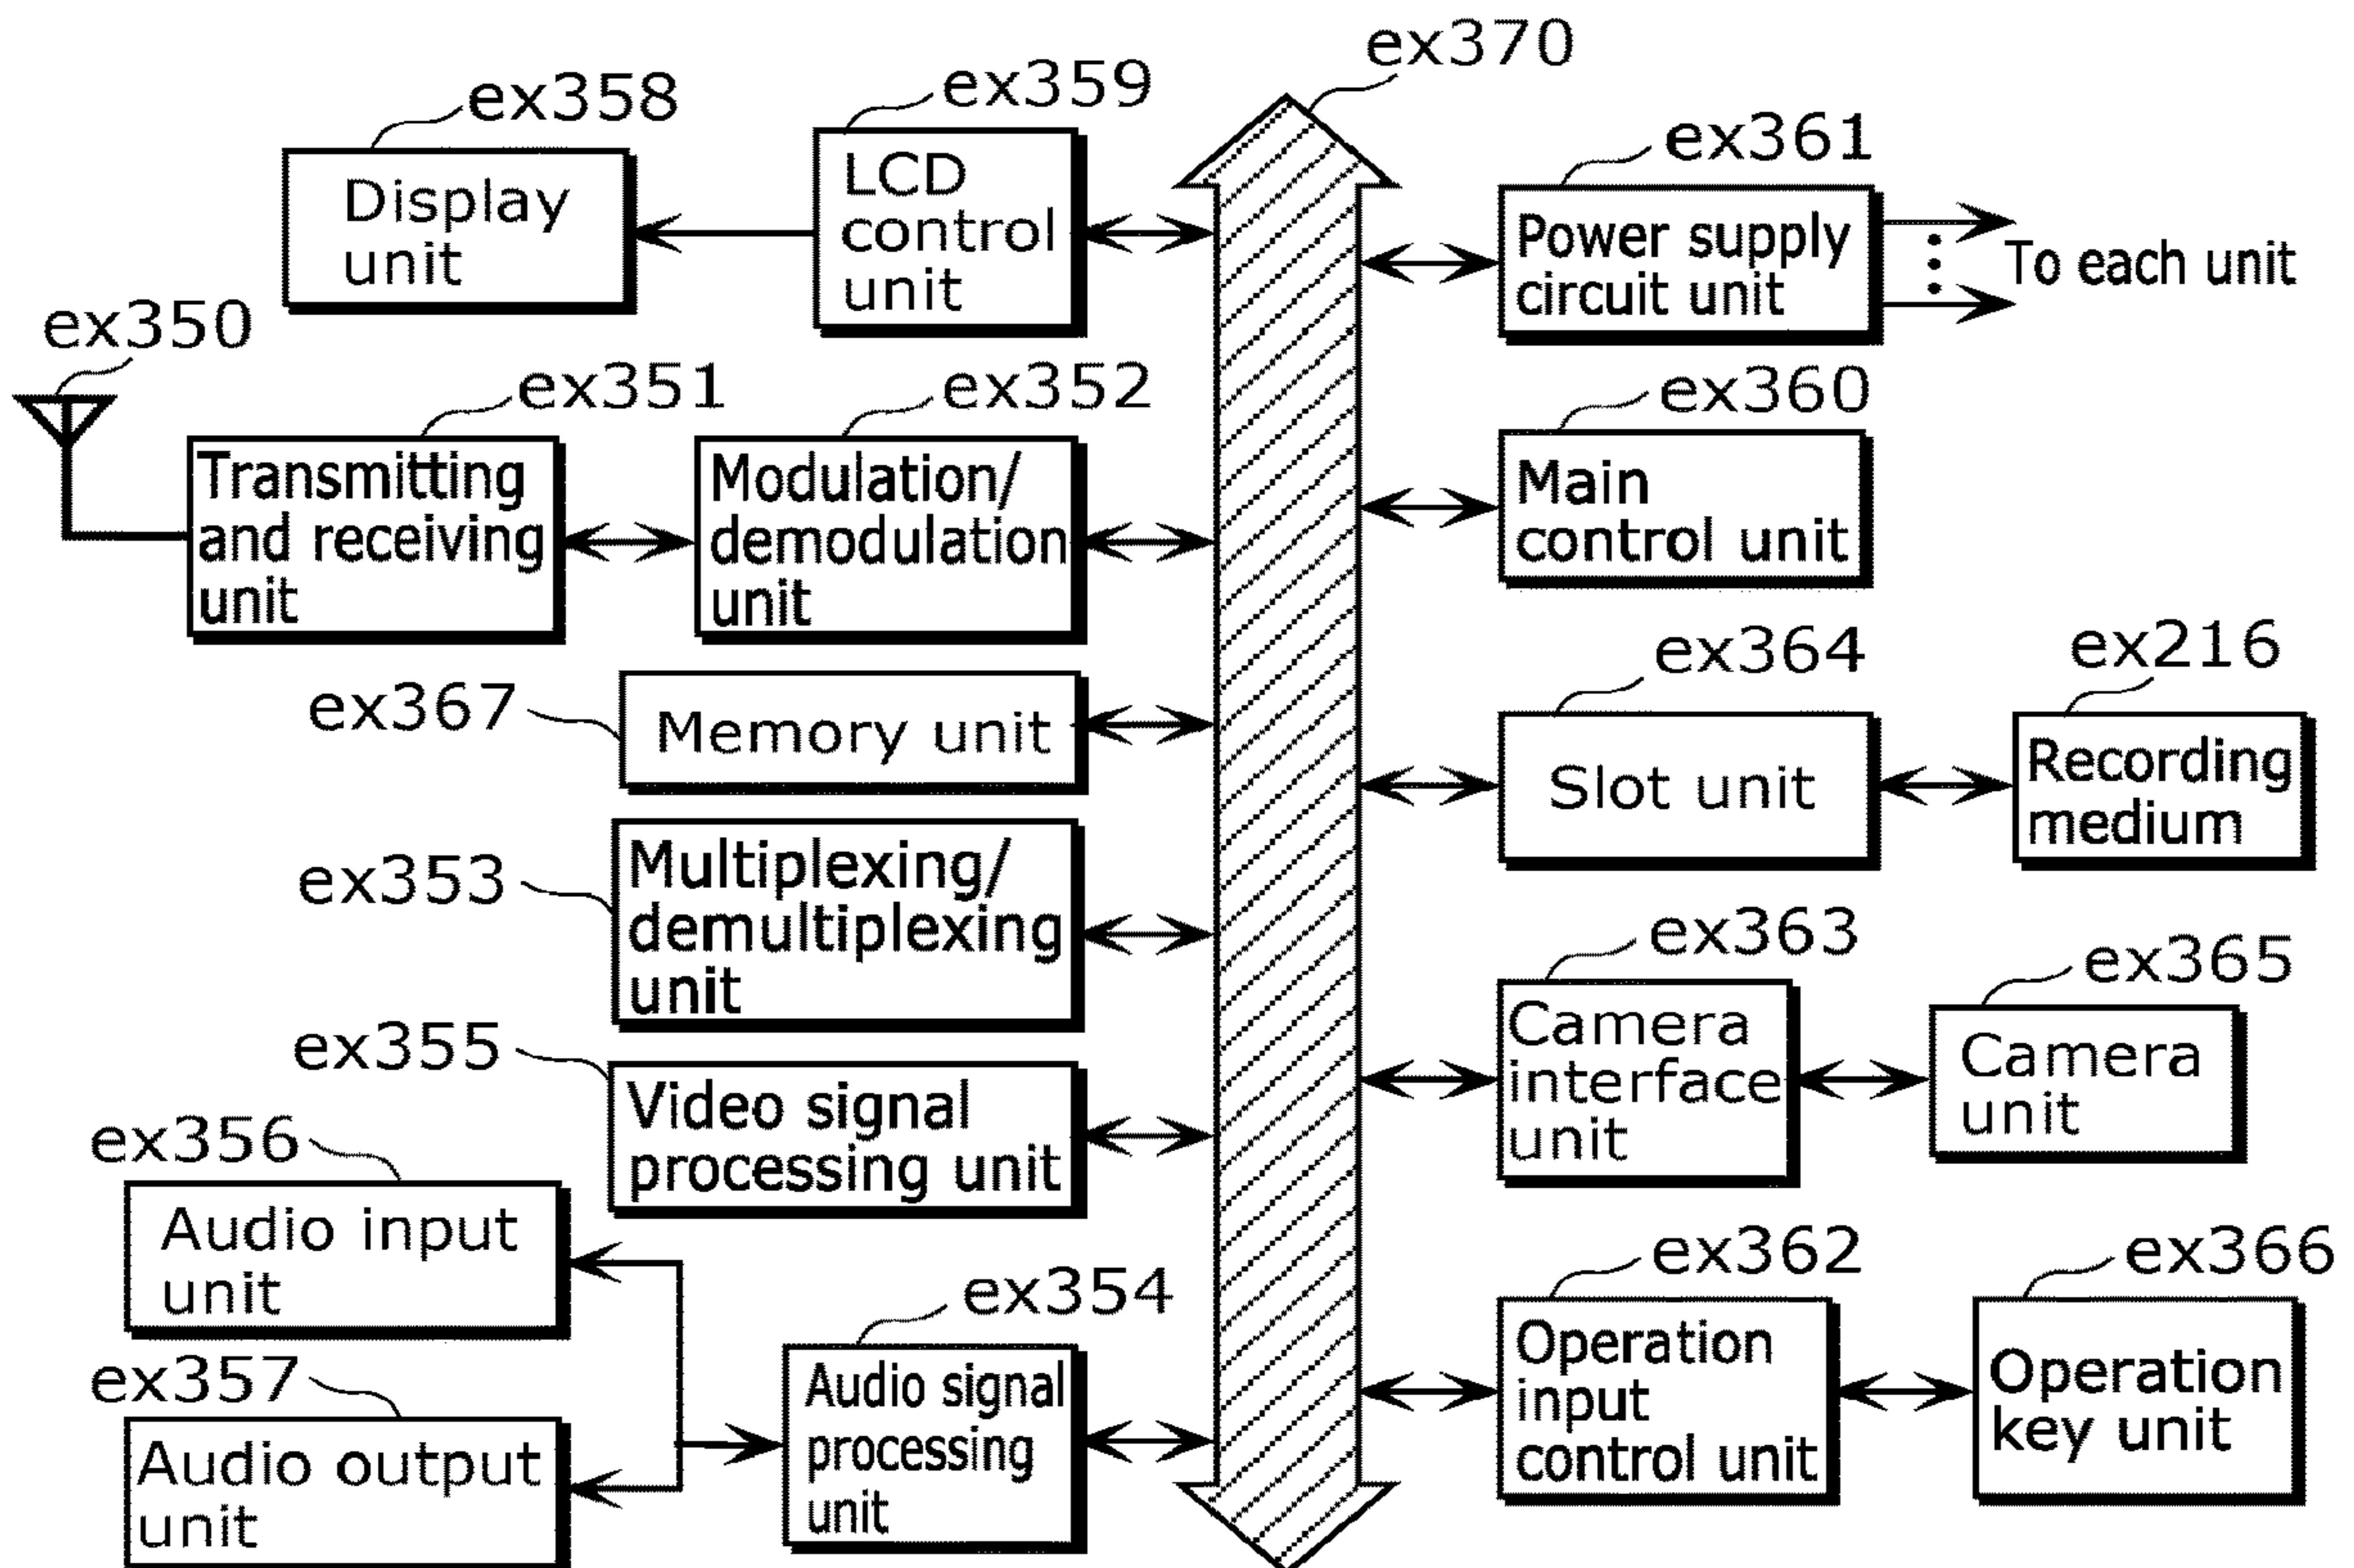 ex370
ex358
ex359
Display
unit
LCD
control
unit
ex361
Power supply
circuit unit
To each unit
ex350
ex351
ex352
Transmitting
and receiving
unit
Modulation/
demodulation
unit
ex360
Main
control unit
ex367
Memory unit
ex364
Slot unit
ex216
Recording
medium
ex353
Multiplexing/
demultiplexing
unit
ex363
Camera
interface
unit
ex365
Camera
unit
ex355
Video signal
processing unit
ex356
Audio input
unit
ex357
Audio output
unit
ex354
Audio signal
processing
unit
ex362
Operation
input
control unit
ex366
Operation
key unit